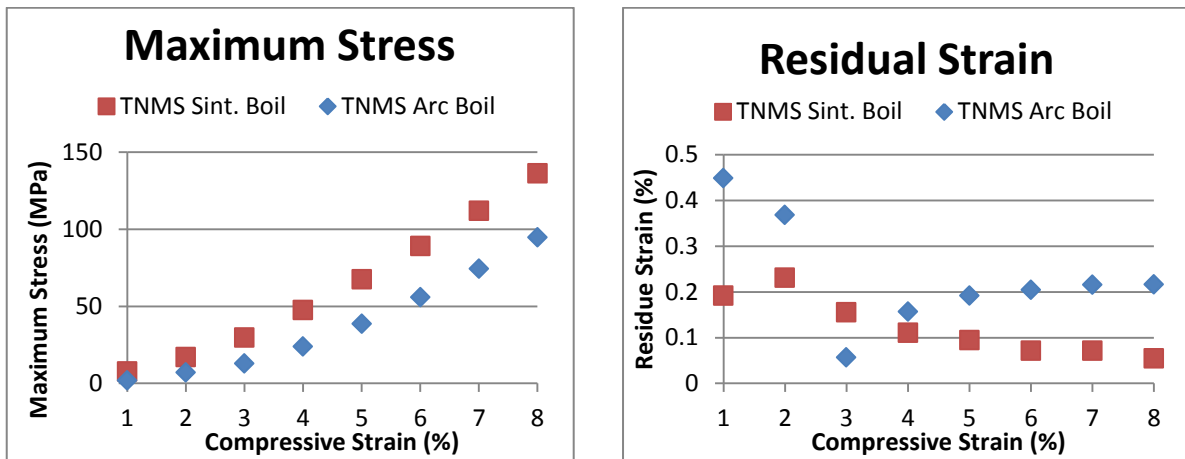 Maximum Stress
TNMS Sint. Boil TNMS Arc Boil
Maximum Stress (MPa)
150
100
50
0
1 2 3 4 5 6 7 8
Compressive Strain (%)
Residual Strain
TNMS Sint. Boil TNMS Arc Boil
Residue Strain (%)
0.5
0.4
0.3
0.2
0.1
0
1 2 3 4 5 6 7 8
Compressive Strain (%)